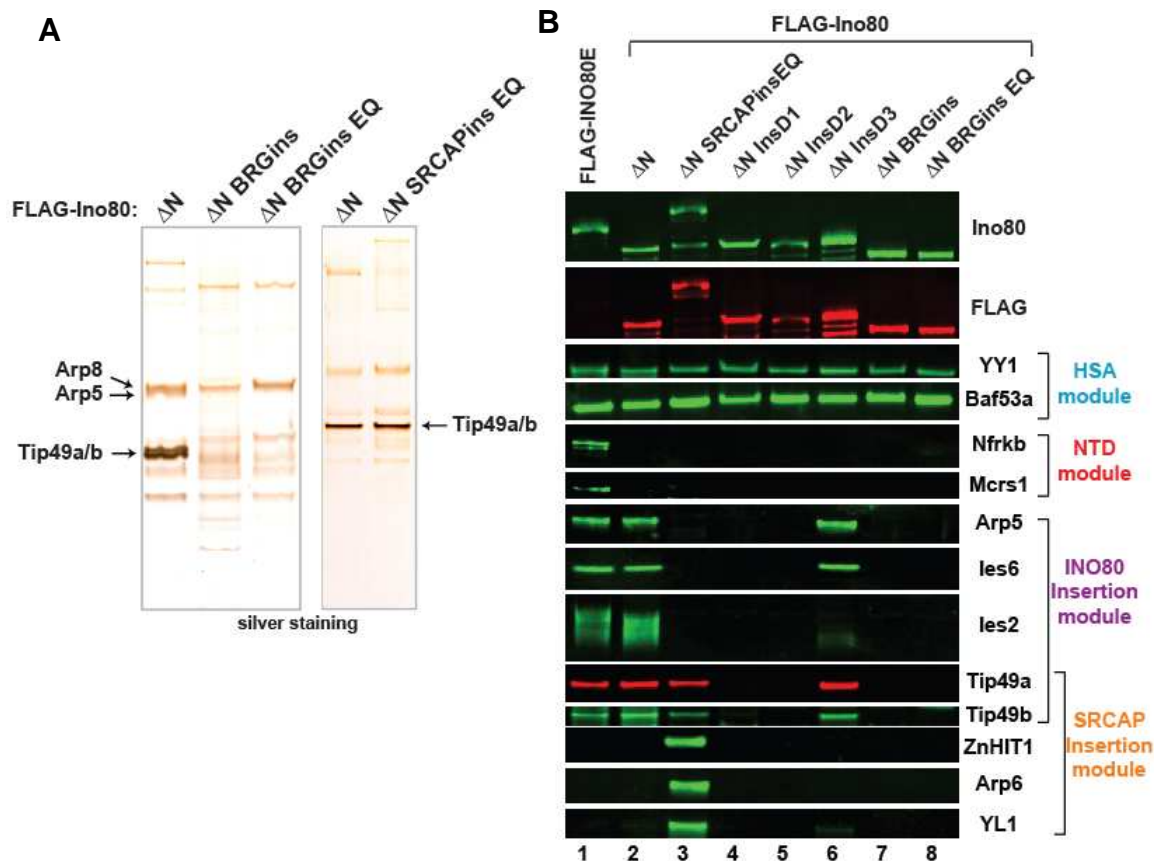 A
FLAG-Ino80:
ΔN
ΔN BRGins
ΔN BRGins EQ
ΔN
ΔN SRCAPins EQ
Arp8
Arp5
Tip49a/b
Tip49a/b
silver staining
B
FLAG-Ino80
FLAG-INO80E
ΔN
ΔN SRCAPinsEQ
ΔN InsD1
ΔN InsD2
ΔN InsD3
ΔN BRGins
ΔN BRGins EQ
Ino80
FLAG
YY1
Baf53a
HSA
module
Nfrkb
Mcrs1
NTD
module
Arp5
Ies6
Ies2
INO80
Insertion
module
Tip49a
Tip49b
ZnHIT1
Arp6
YL1
SRCAP
Insertion
module
1 2 3 4 5 6 7 8